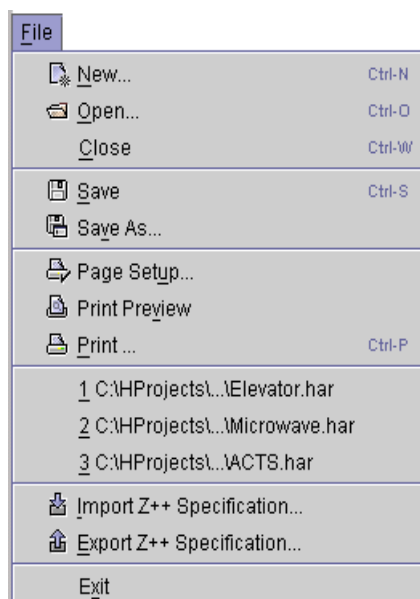 File
New... Ctrl-N
Open... Ctrl-O
Close Ctrl-W
Save Ctrl-S
Save As...
Page Setup...
Print Preview
Print ... Ctrl-P
1 C:\HProjects\...\Elevator.har
2 C:\HProjects\...\Microwave.har
3 C:\HProjects\...\ACTS.har
Import Z++ Specification...
Export Z++ Specification...
Exit